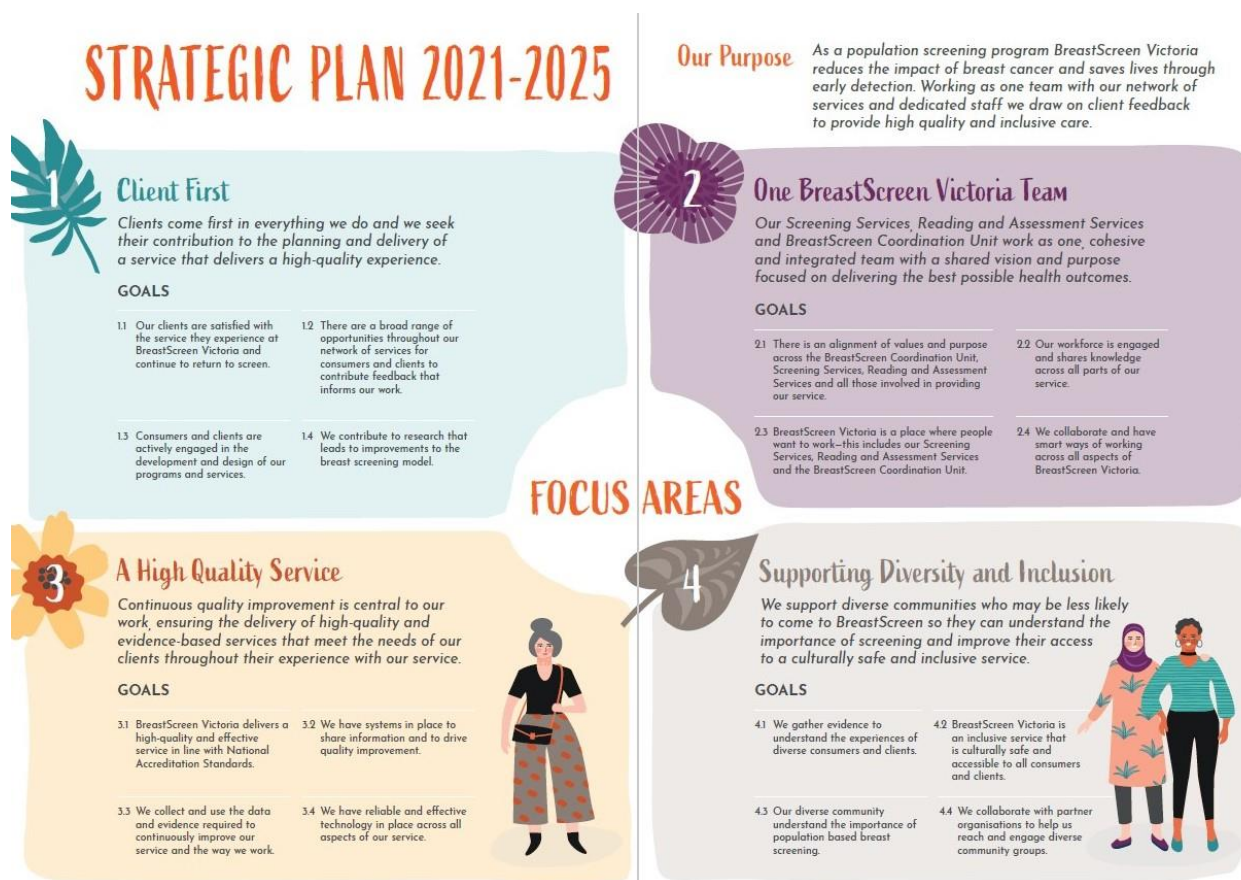 STRATEGIC PLAN 2021-2025
Our Purpose
As a population screening program BreastScreen Victoria
reduces the impact of breast cancer and saves lives through
early detection. Working as one team with our network of
services and dedicated staff we draw on client feedback
to provide high quality and inclusive care.
1
Client First
Clients come first in everything we do and we seek
their contribution to the planning and delivery of
a service that delivers a high-quality experience.
GOALS
1.1 Our clients are satisfied with
the service they experience at
BreastScreen Victoria and
continue to return to screen.
1.2 There are a broad range of
opportunities throughout our
network of services for
consumers and clients to
contribute feedback that
informs our work.
1.3 Consumers and clients are
actively engaged in the
development and design of our
programs and services.
1.4 We contribute to research that
leads to improvements to the
breast screening model.
2
One BreastScreen Victoria Team
Our Screening Services, Reading and Assessment Services
and BreastScreen Coordination Unit work as one, cohesive
and integrated team with a shared vision and purpose
focused on delivering the best possible health outcomes.
GOALS
2.1 There is an alignment of values and purpose
across the BreastScreen Coordination Unit,
Screening Services, Reading and Assessment
Services and all those involved in providing
our service.
2.2 Our workforce is engaged
and shares knowledge
across all parts of our
service.
2.3 BreastScreen Victoria is a place where people
want to work–this includes our Screening
Services, Reading and Assessment Services
and the BreastScreen Coordination Unit.
2.4 We collaborate and have
smart ways of working
across all aspects of
BreastScreen Victoria.
FOCUS AREAS
3
A High Quality Service
Continuous quality improvement is central to our
work, ensuring the delivery of high-quality and
evidence-based services that meet the needs of our
clients throughout their experience with our service.
GOALS
3.1 BreastScreen Victoria delivers a
high-quality and effective
service in line with National
Accreditation Standards.
3.2 We have systems in place to
share information and to drive
quality improvement.
3.3 We collect and use the data
and evidence required to
continuously improve our
service and the way we work.
3.4 We have reliable and effective
technology in place across all
aspects of our service.
4
Supporting Diversity and Inclusion
We support diverse communities who may be less likely
to come to BreastScreen so they can understand the
importance of screening and improve their access
to a culturally safe and inclusive service.
GOALS
4.1 We gather evidence to
understand the experiences of
diverse consumers and clients.
4.2 BreastScreen Victoria is
an inclusive service that
is culturally safe and
accessible to all consumers
and clients.
4.3 Our diverse community
understand the importance of
population based breast
screening.
4.4 We collaborate with partner
organisations to help us
reach and engage diverse
community groups.